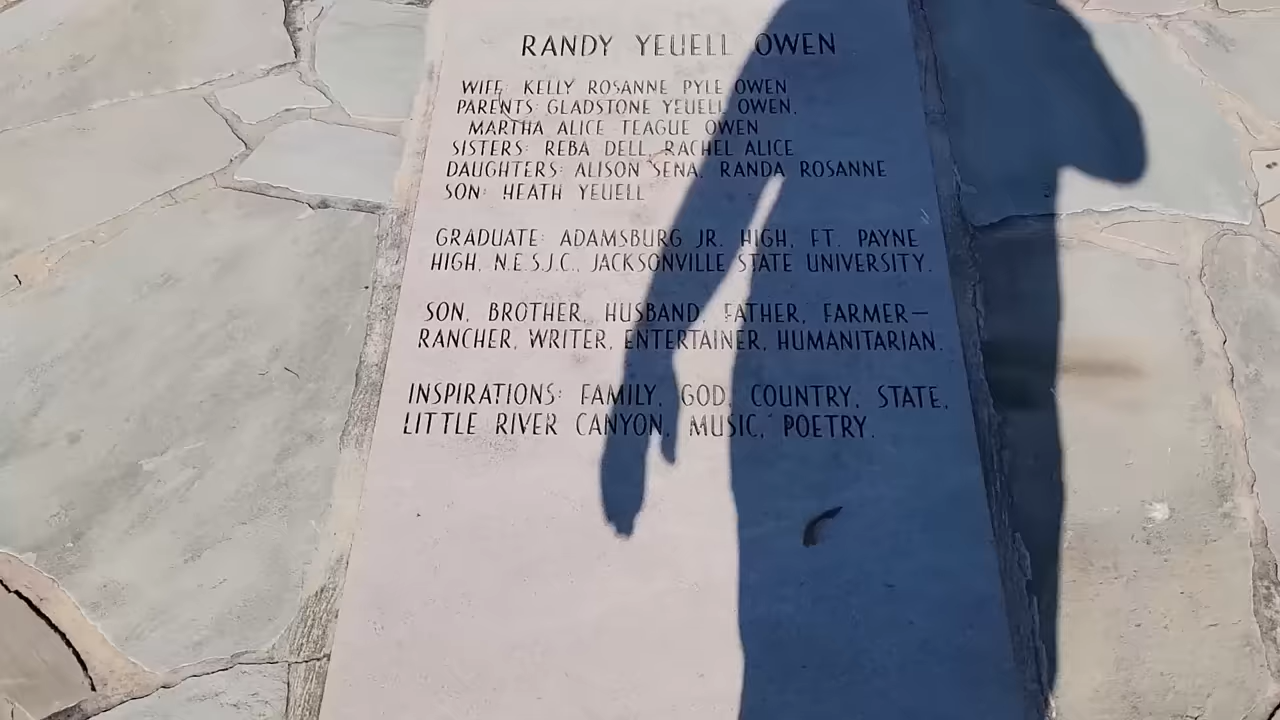 RANDY YEUELL OWEN
WIFE: KELLY ROSANNE PYLE OWEN
PARENTS: GLADSTONE YEUELL OWEN,
MARTHA ALICE TEAGUE OWEN
SISTERS: REBA DELL, RACHEL ALICE
DAUGHTERS: ALISON SENA, RANDA ROSANNE
SON: HEATH YEUELL
GRADUATE: ADAMSBURG JR. HIGH, FT. PAYNE
HIGH, N.E.S.J.C., JACKSONVILLE STATE UNIVERSITY.
SON, BROTHER, HUSBAND, FATHER, FARMER—
RANCHER, WRITER, ENTERTAINER, HUMANITARIAN.
INSPIRATIONS: FAMILY, GOD, COUNTRY, STATE,
LITTLE RIVER CANYON, MUSIC, POETRY.